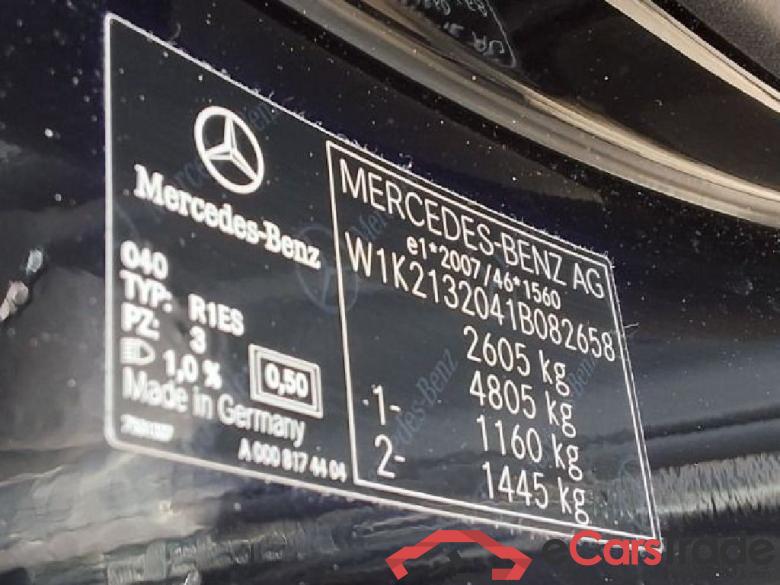 Mercedes-Benz
040
TYP: R1ES
PZ: 3
1,0 %
0,50
Made in Germany
A 000 817 44 04
MERCEDES-BENZ AG
e1*2007/46*1560
W1K2132041B082658
2605 kg
4805 kg
1- 1160 kg
2- 1445 kg
eCarsTrade